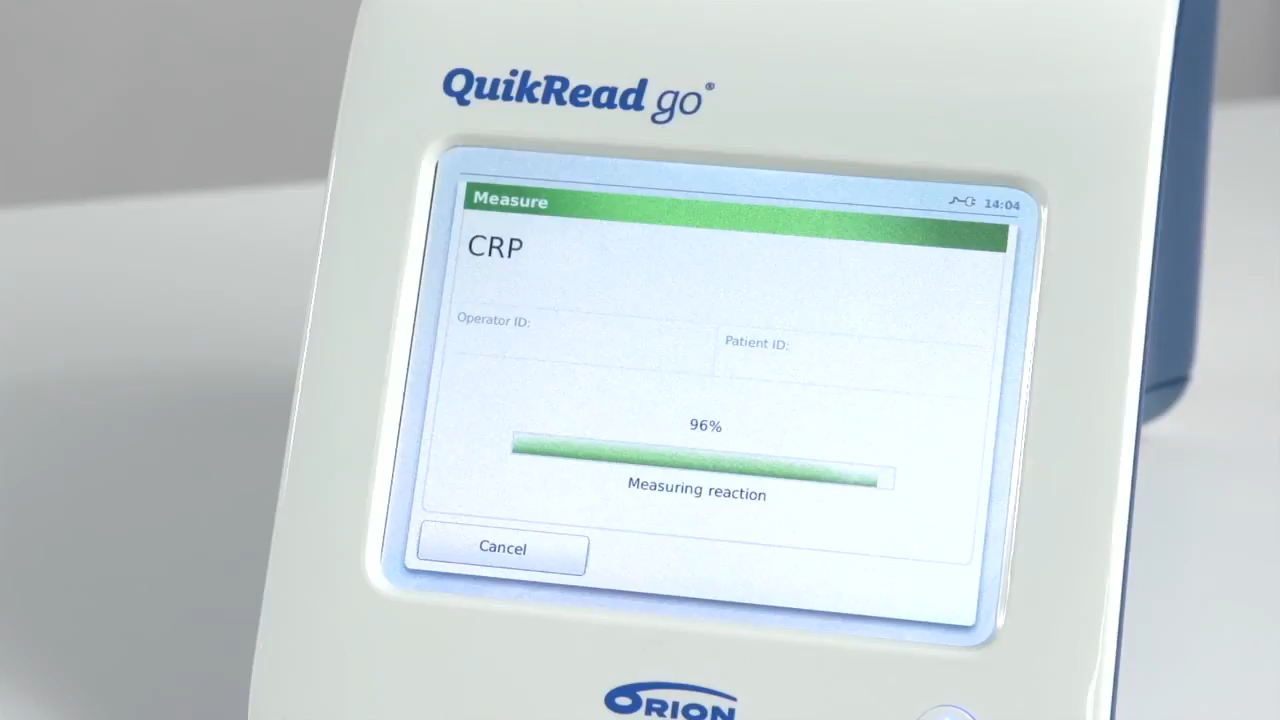 QuikRead go®
Measure
14:04
CRP
Operator ID:
Patient ID:
96%
Measuring reaction
Cancel
ORION